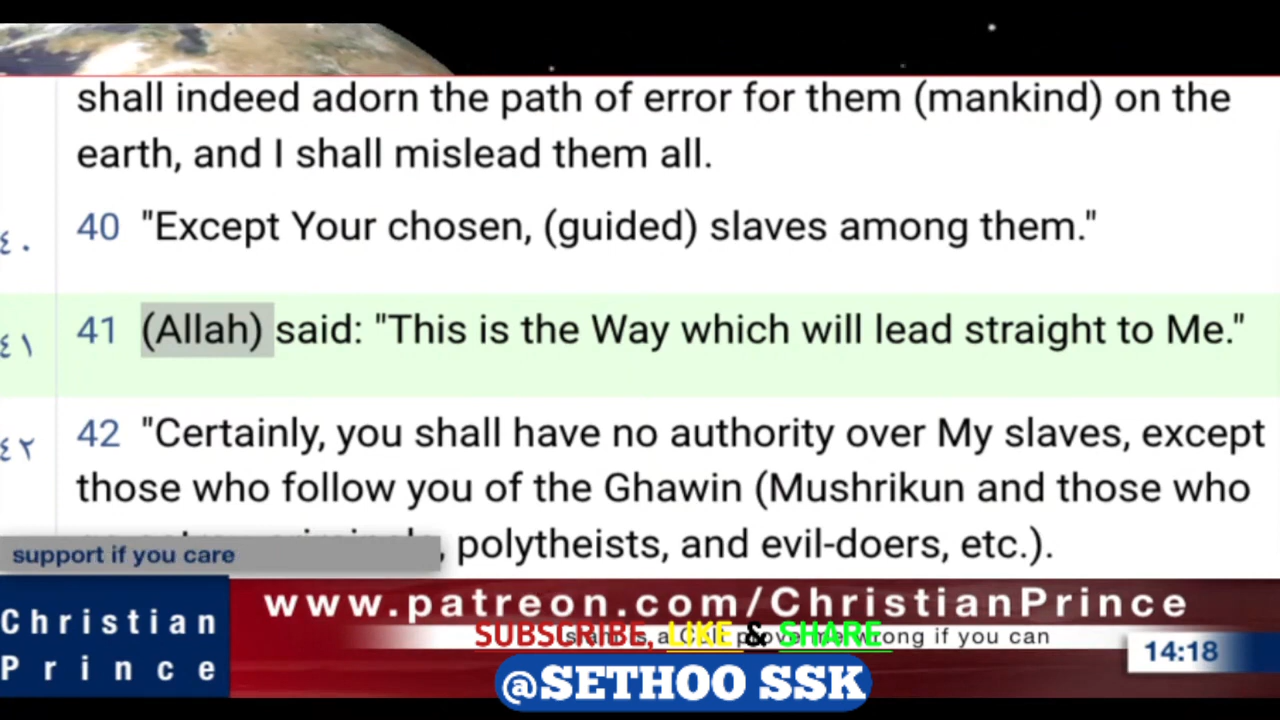 shall indeed adorn the path of error for them (mankind) on the
earth, and I shall mislead them all.
٤٠
40 "Except Your chosen, (guided) slaves among them."
٤١
41 (Allah) said: "This is the Way which will lead straight to Me."
٤٢
42 "Certainly, you shall have no authority over My slaves, except
those who follow you of the Ghawin (Mushrikun and those who
, polytheists, and evil-doers, etc.).
support if you care
Christian
Prince
www.patreon.com/ChristianPrince
SUBSCRIBE, LIKE & SHARE
wrong if you can
14:18
@SETHOO SSK